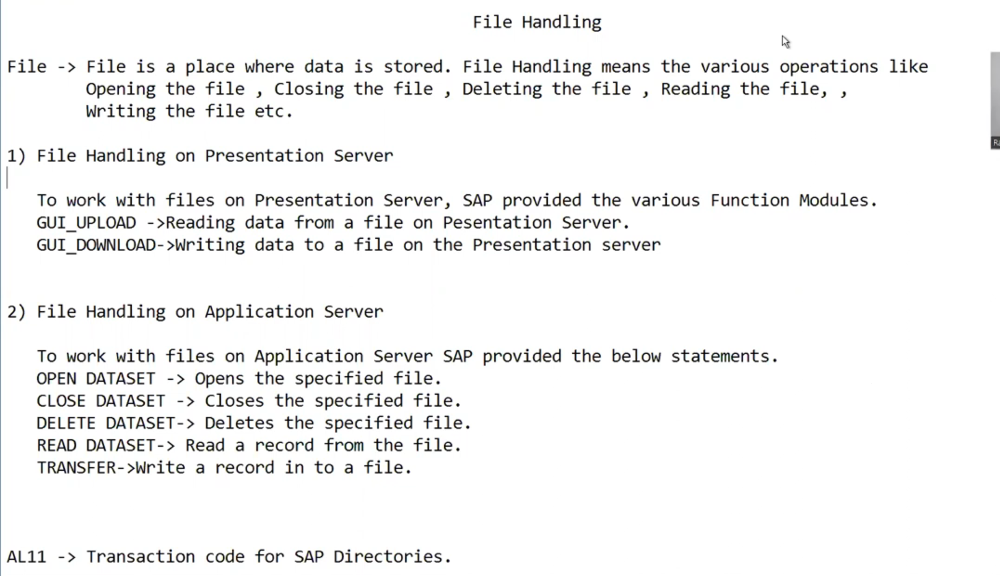 File Handling
File -> File is a place where data is stored. File Handling means the various operations like
Opening the file , Closing the file , Deleting the file , Reading the file, ,
Writing the file etc.
1) File Handling on Presentation Server
To work with files on Presentation Server, SAP provided the various Function Modules.
GUI_UPLOAD ->Reading data from a file on Pesentation Server.
GUI_DOWNLOAD->Writing data to a file on the Presentation server
2) File Handling on Application Server
To work with files on Application Server SAP provided the below statements.
OPEN DATASET -> Opens the specified file.
CLOSE DATASET -> Closes the specified file.
DELETE DATASET-> Deletes the specified file.
READ DATASET-> Read a record from the file.
TRANSFER->Write a record in to a file.
AL11 -> Transaction code for SAP Directories.